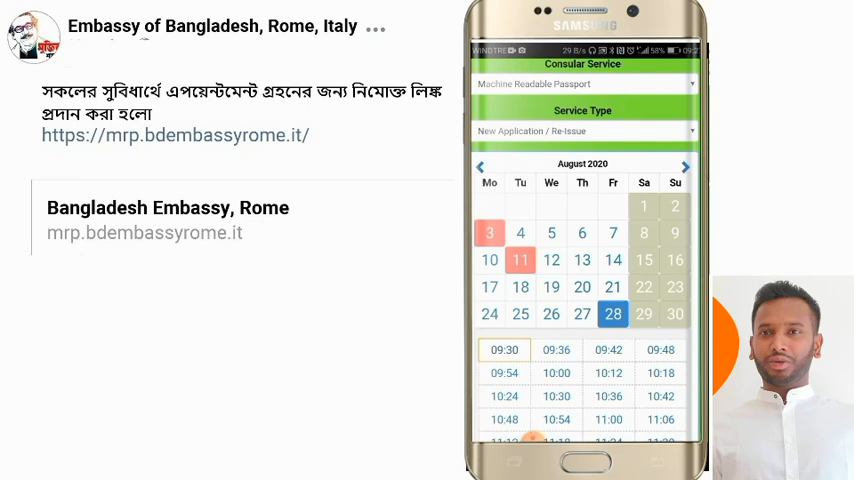 Embassy of Bangladesh, Rome, Italy ...
সকলের সুবিধার্থে এপয়েন্টমেন্ট গ্রহনের জন্য নিমোক্ত লিঙ্ক
প্রদান করা হলো
https://mrp.bdembassyrome.it/
Bangladesh Embassy, Rome
mrp.bdembassyrome.it
SAMSUNG
WINDTRE 29 B/s 58%
Consular Service
Machine Readable Passport
Service Type
New Application / Re-Issue
August 2020
Mo Tu We Th Fr Sa Su
1 2
3 4 5 6 7 8 9
10 11 12 13 14 15 16
17 18 19 20 21 22 23
24 25 26 27 28 29 30
09:30 09:36 09:42 09:48
09:54 10:00 10:12 10:18
10:24 10:30 10:36 10:42
10:48 10:54 11:00 11:06